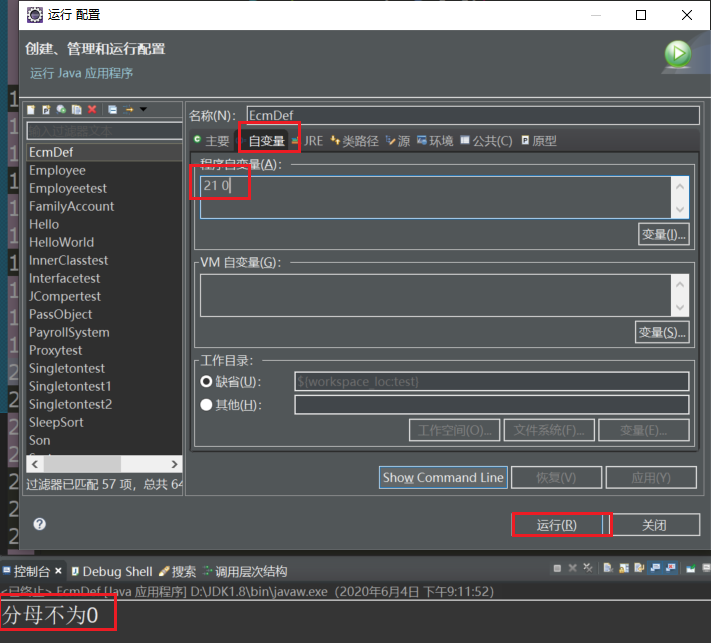 运行 配置
创建、管理和运行配置
运行 Java 应用程序
输入过滤器文本
EcmDef
Employee
Employeetest
FamilyAccount
Hello
HelloWorld
InnerClasstest
Interfacetest
JCompertest
PassObject
PayrollSystem
Proxytest
Singletontest
Singletontest1
Singletontest2
SleepSort
Son
过滤器已匹配 57 项，总共 64
名称(N)： EcmDef
主要 自变量 JRE 类路径 源 环境 公共(C) 原型
程序自变量(A)：
21 0
变量(I)...
VM 自变量(G)：
变量(S)...
工作目录：
缺省(U)： ${workspace_loc:test}
其他(H)：
工作空间(O)... 文件系统(F)... 变量(E)...
Show Command Line 恢复(V) 应用(Y)
运行(R) 关闭
控制台 Debug Shell 搜索 调用层次结构
<已终止> EcmDef [Java 应用程序] D:\JDK1.8\bin\javaw.exe（2020年6月4日 下午9:11:52）
分母不为0